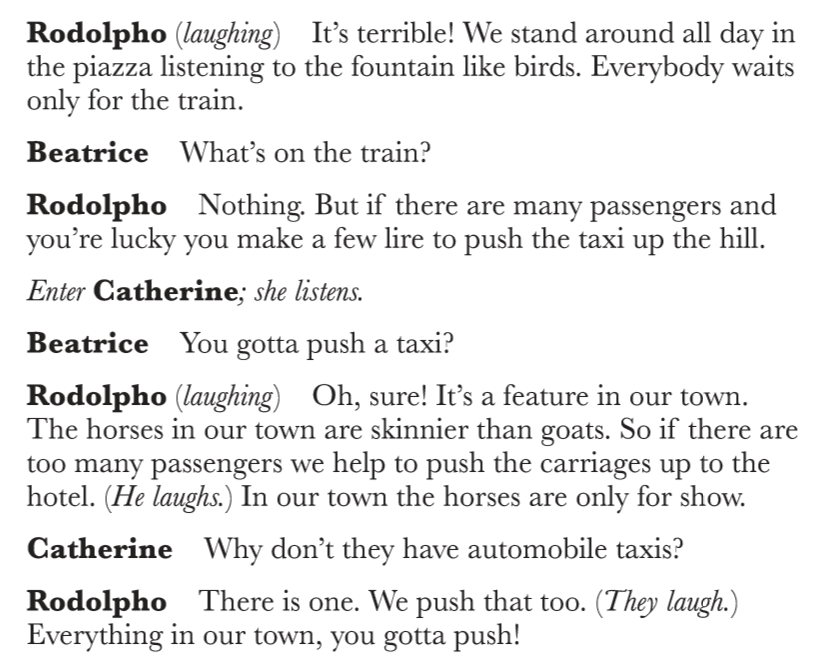 Rodolpho (laughing)  It’s terrible! We stand around all day in
the piazza listening to the fountain like birds. Everybody waits
only for the train.
Beatrice  What’s on the train?
Rodolpho  Nothing. But if there are many passengers and
you’re lucky you make a few lire to push the taxi up the hill.
Enter Catherine; she listens.
Beatrice  You gotta push a taxi?
Rodolpho (laughing)  Oh, sure! It’s a feature in our town.
The horses in our town are skinnier than goats. So if there are
too many passengers we help to push the carriages up to the
hotel. (He laughs.) In our town the horses are only for show.
Catherine  Why don’t they have automobile taxis?
Rodolpho  There is one. We push that too. (They laugh.)
Everything in our town, you gotta push!